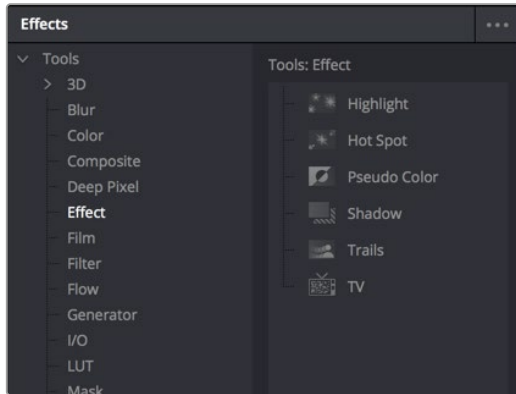 Effects
Tools
3D
Blur
Color
Composite
Deep Pixel
Effect
Film
Filter
Flow
Generator
I/O
LUT
Mask
Tools: Effect
Highlight
Hot Spot
Pseudo Color
Shadow
Trails
TV